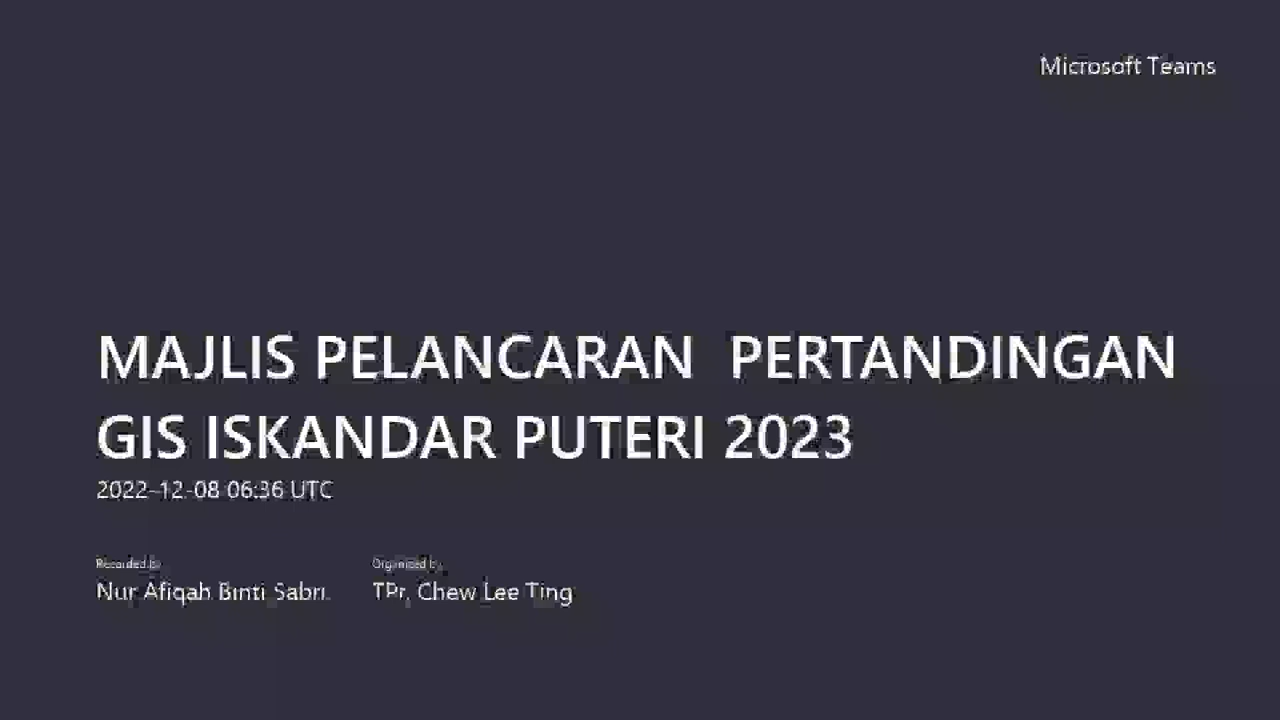 Microsoft Teams
MAJLIS PELANCARAN PERTANDINGAN
GIS ISKANDAR PUTERI 2023
2022-12-08 06:36 UTC
Recorded by
Organized by
Nur Afiqah Binti Sabri
TPr. Chew Lee Ting